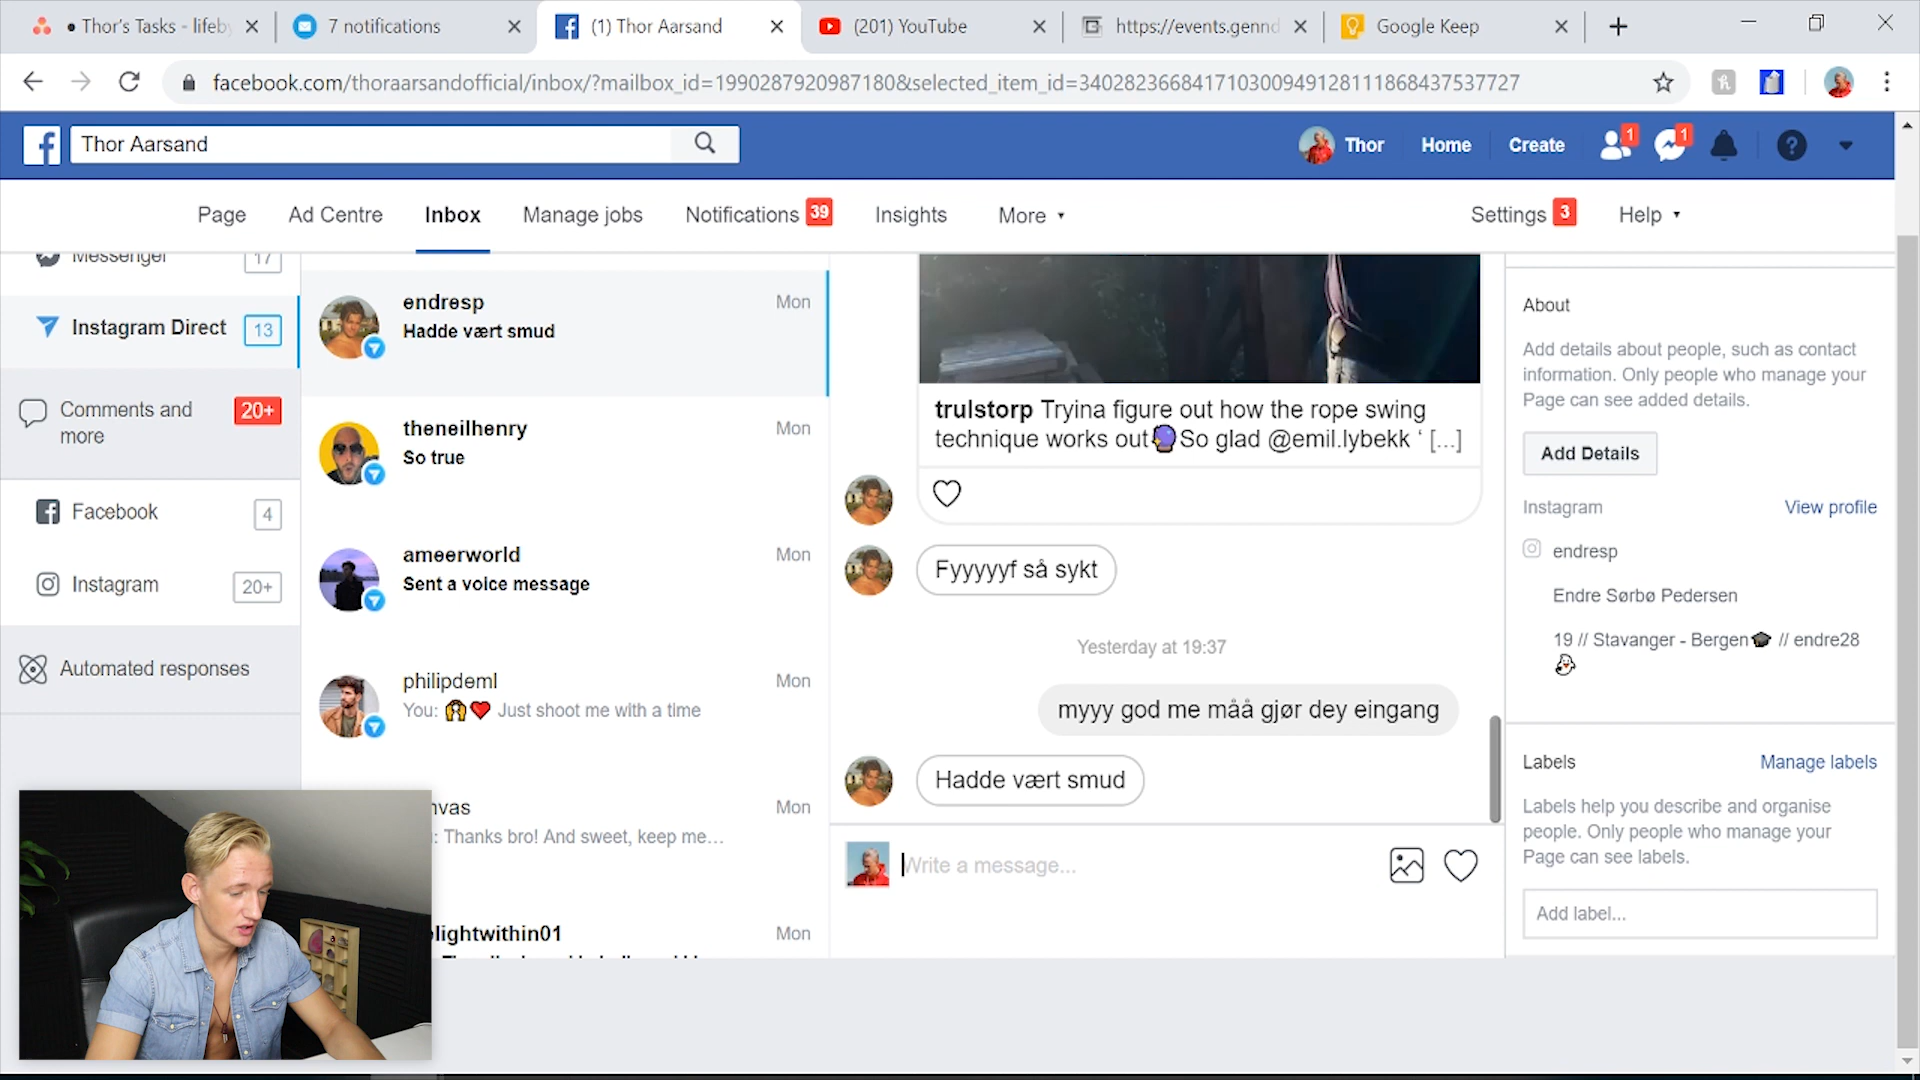 Thor's Tasks - lifeby
7 notifications
(1) Thor Aarsand
(201) YouTube
https://events.gennd
Google Keep
facebook.com/thoraarsandofficial/inbox/?mailbox_id=1990287920987180&selected_item_id=340282366841710300949128111868437537727
Thor Aarsand
Thor
Home
Create
1
1
Page
Ad Centre
Inbox
Manage jobs
Notifications 39
Insights
More
Settings 3
Help
Messenger 17
Instagram Direct 13
Comments and
more
20+
Facebook 4
Instagram 20+
Automated responses
endresp Mon
Hadde vært smud
theneilhenry Mon
So true
ameerworld Mon
Sent a voice message
philipdeml Mon
You: 🙌❤️ Just shoot me with a time
nvas Mon
: Thanks bro! And sweet, keep me...
lightwithin01 Mon
trulstorp Tryina figure out how the rope swing
technique works out🔮So glad @emil.lybekk ‘ [...]
Fyyyyyf så sykt
Yesterday at 19:37
myyy god me måå gjør dey eingang
Hadde vært smud
Write a message...
About
Add details about people, such as contact
information. Only people who manage your
Page can see added details.
Add Details
Instagram View profile
endresp
Endre Sørbø Pedersen
19 // Stavanger - Bergen🎓 // endre28
👻
Labels Manage labels
Labels help you describe and organise
people. Only people who manage your
Page can see labels.
Add label...